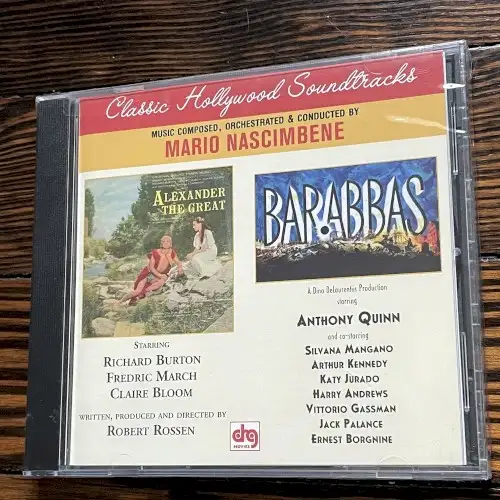 Classic Hollywood Soundtracks
MUSIC COMPOSED, ORCHESTRATED & CONDUCTED BY
MARIO NASCIMBENE
ALEXANDER
THE GREAT
STARRING
RICHARD BURTON
FREDRIC MARCH
CLAIRE BLOOM
WRITTEN, PRODUCED AND DIRECTED BY
ROBERT ROSSEN
drg
MOVIES
BARABBAS
A Dino DeLaurentis Production
starring
ANTHONY QUINN
and co-starring
SILVANA MANGANO
ARTHUR KENNEDY
KATY JURADO
HARRY ANDREWS
VITTORIO GASSMAN
JACK PALANCE
ERNEST BORGNINE